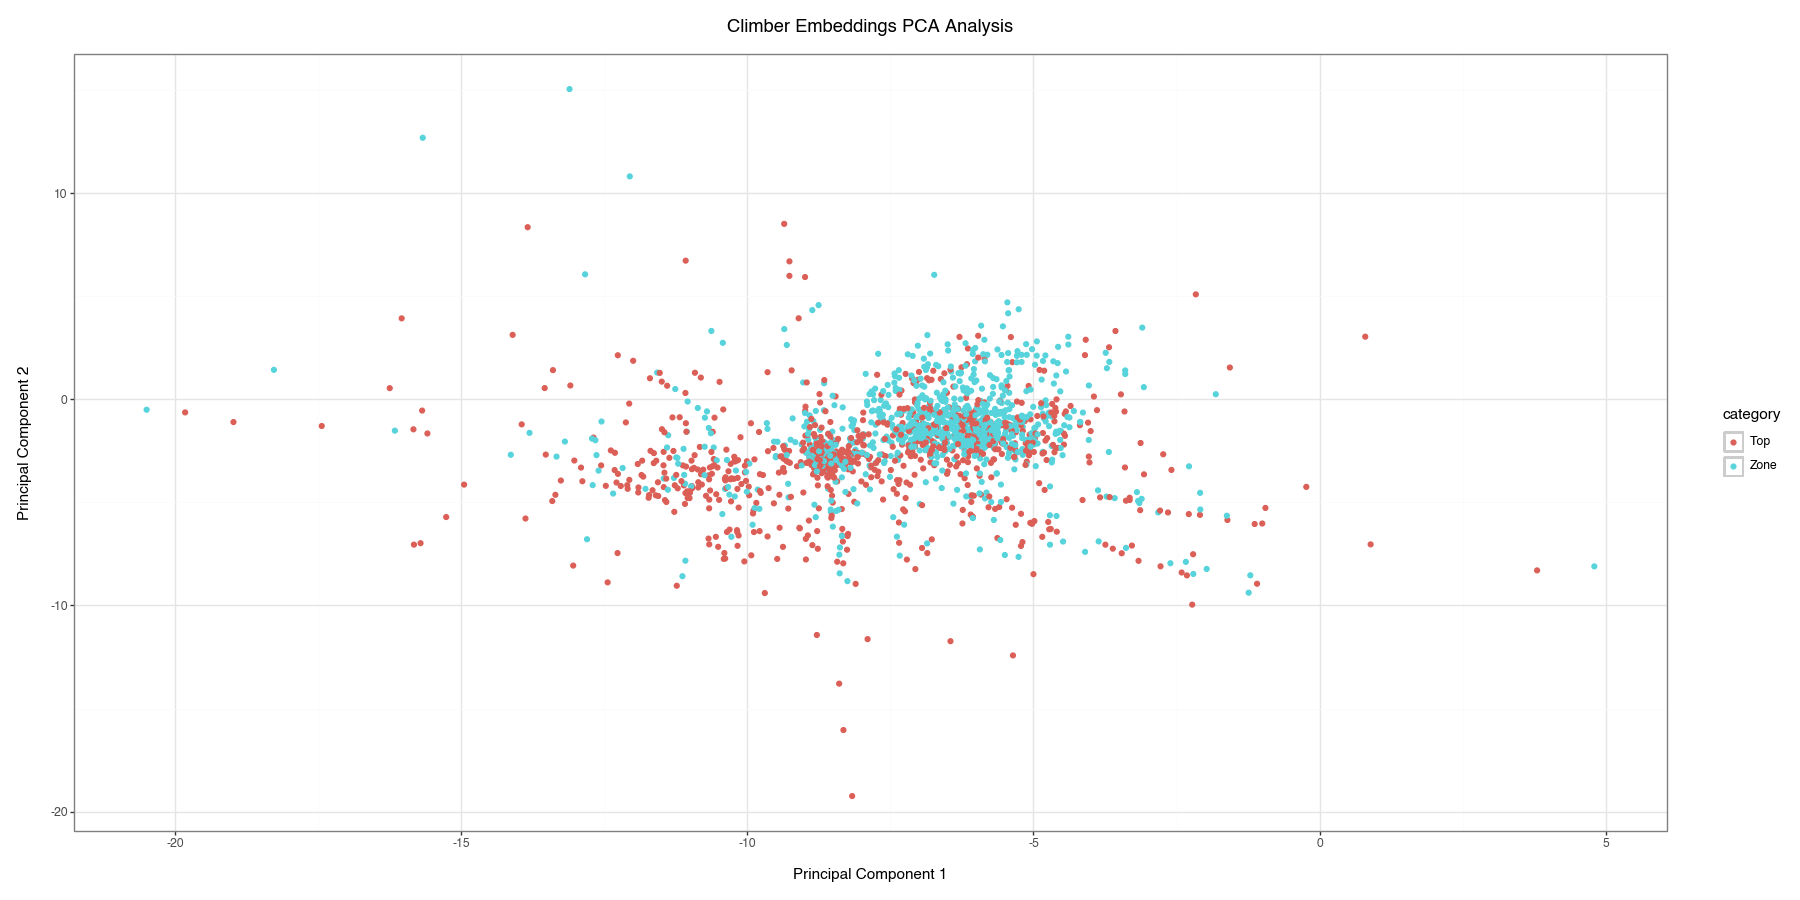 Climber Embeddings PCA Analysis
10
0
-10
-20
Principal Component 2
-20
-15
-10
-5
0
5
Principal Component 1
category
Top
Zone